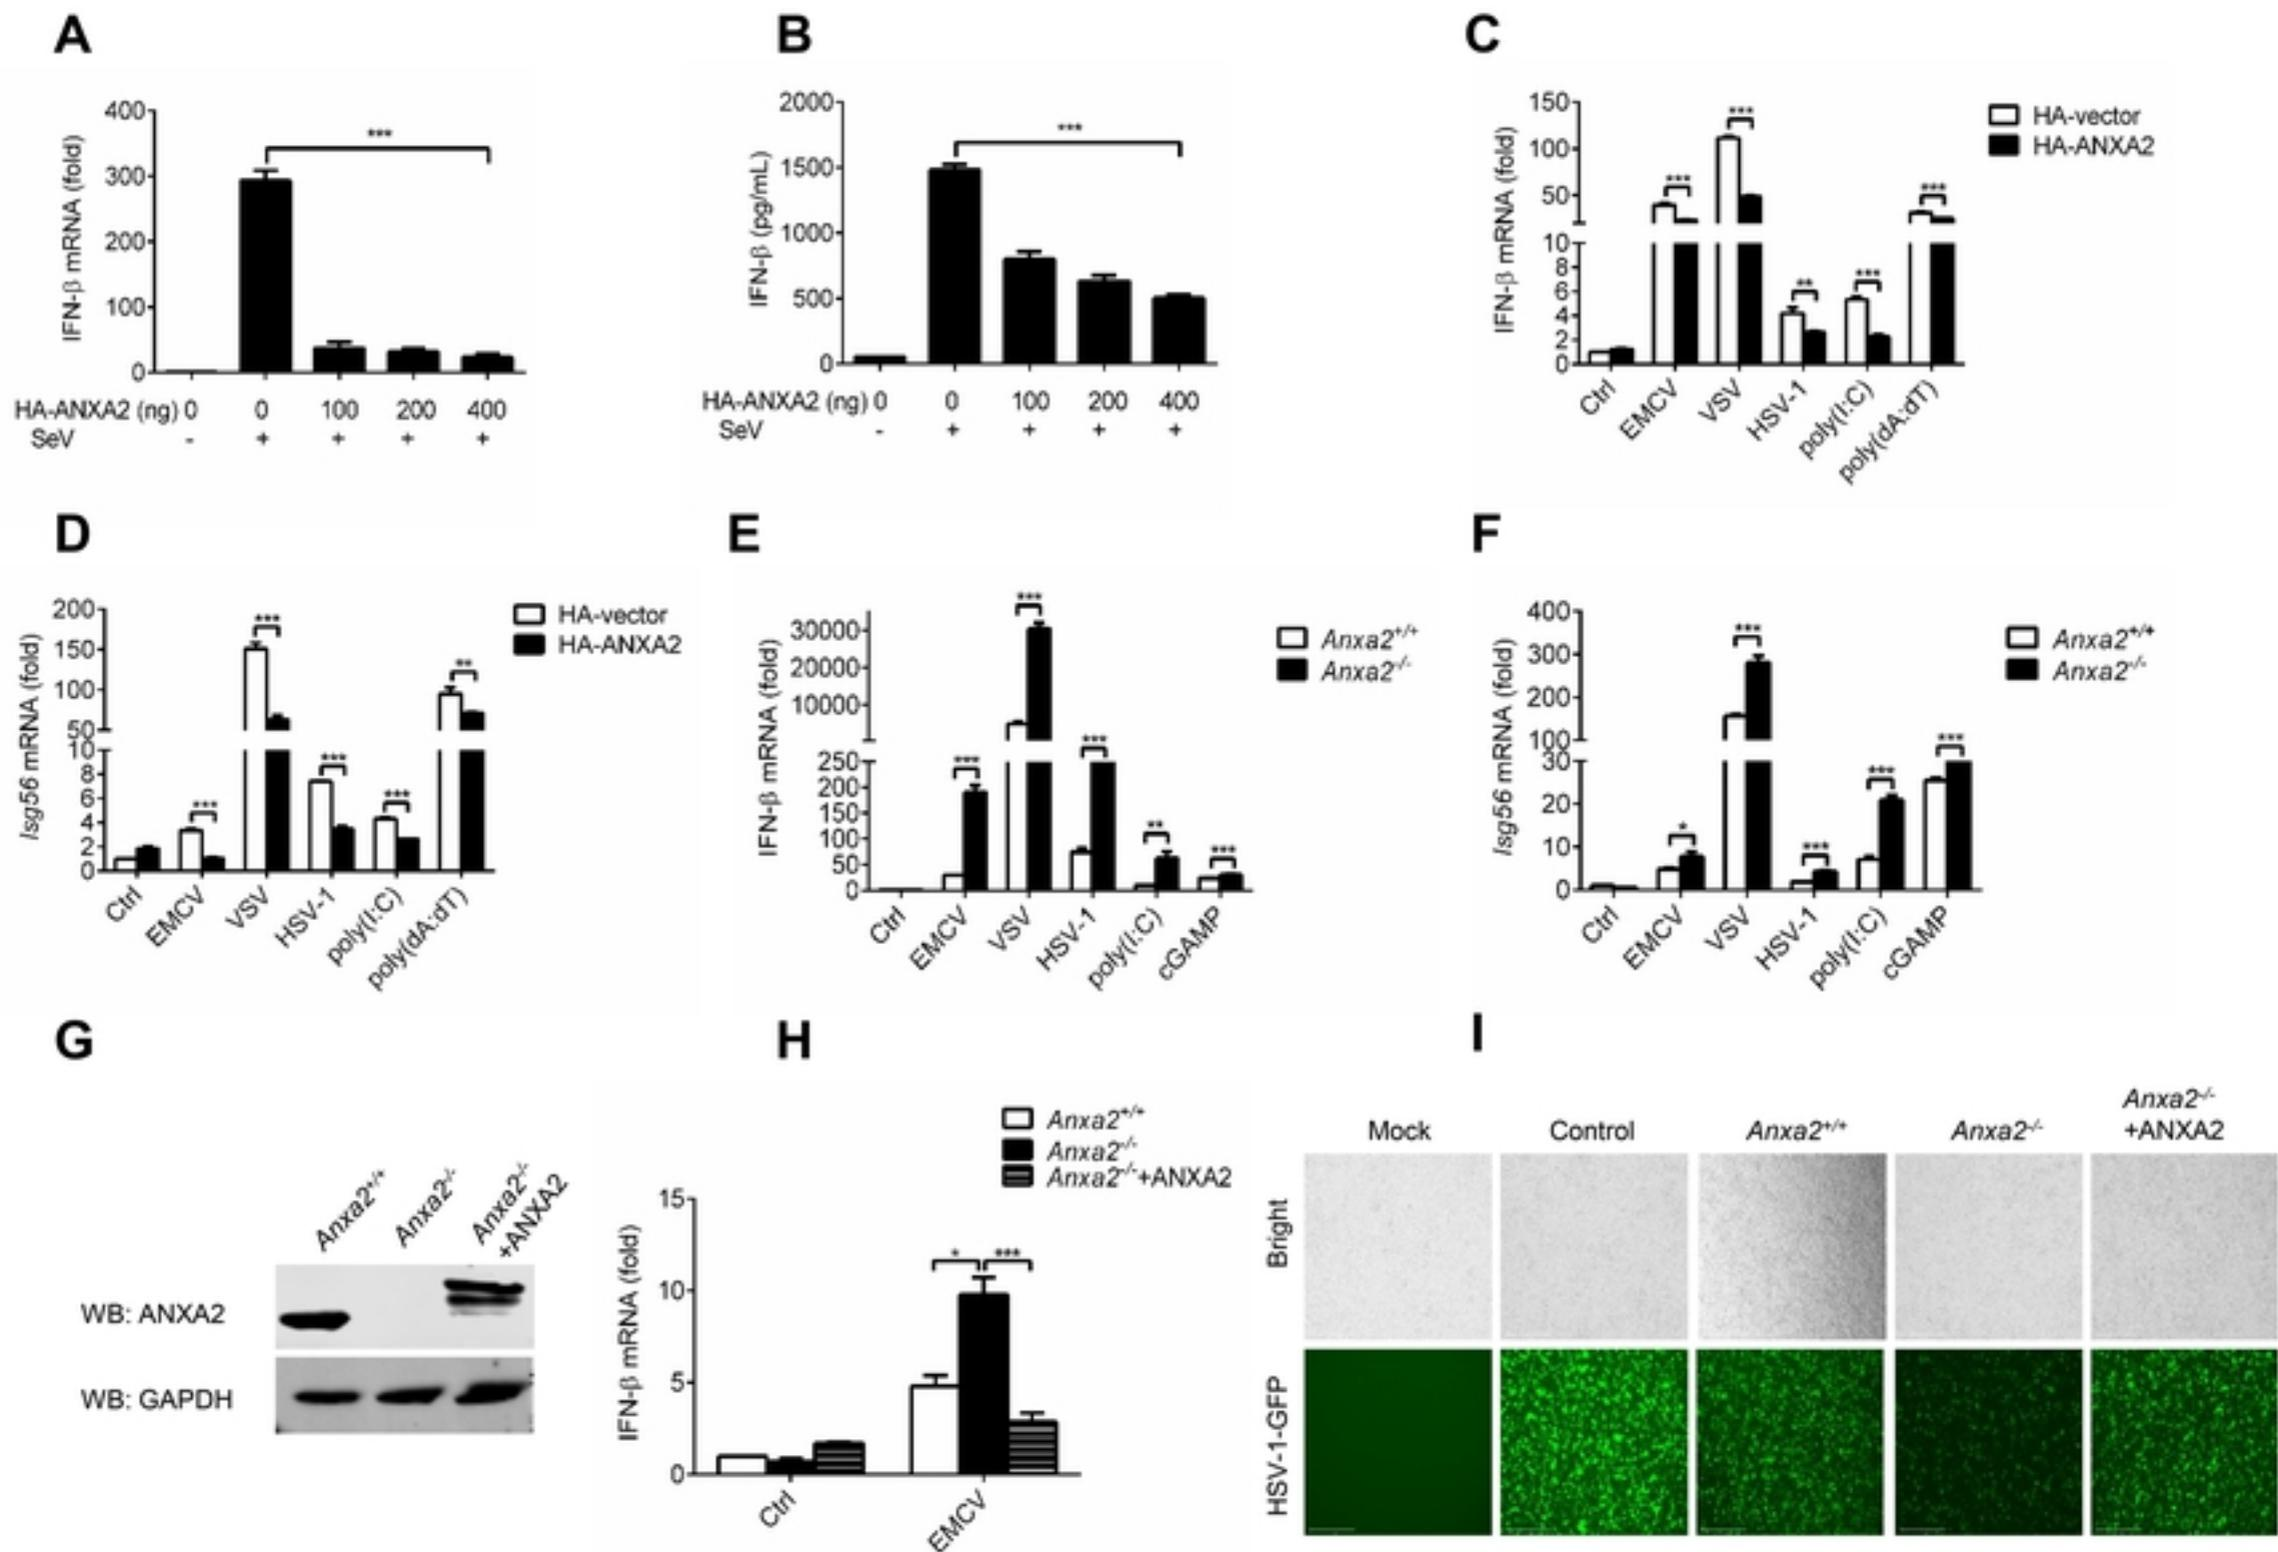 A
IFN-β mRNA (fold)
400
300
200
100
0
***
HA-ANXA2 (ng) 0 0 100 200 400
SeV - + + + +
B
IFN-β (pg/mL)
2000
1500
1000
500
0
***
HA-ANXA2 (ng) 0 0 100 200 400
SeV - + + + +
C
IFN-β mRNA (fold)
150
100
50
10
8
6
4
2
0
*** *** ** *** ***
Ctrl EMCV VSV HSV-1 poly(I:C) poly(dA:dT)
HA-vector
HA-ANXA2
D
Isg56 mRNA (fold)
200
150
100
50
10
8
6
4
2
0
*** *** *** *** **
Ctrl EMCV VSV HSV-1 poly(I:C) poly(dA:dT)
HA-vector
HA-ANXA2
E
IFN-β mRNA (fold)
30000
20000
10000
250
200
150
100
50
0
*** *** *** ** ***
Ctrl EMCV VSV HSV-1 poly(I:C) cGAMP
Anxa2+/+
Anxa2-/-
F
Isg56 mRNA (fold)
400
300
200
100
30
20
10
0
* *** *** *** ***
Ctrl EMCV VSV HSV-1 poly(I:C) cGAMP
Anxa2+/+
Anxa2-/-
G
Anxa2+/+ Anxa2-/- Anxa2-/-
+ANXA2
WB: ANXA2
WB: GAPDH
H
Anxa2+/+
Anxa2-/-
Anxa2-/-+ANXA2
IFN-β mRNA (fold)
15
10
5
0
* ***
Ctrl EMCV
I
Mock Control Anxa2+/+ Anxa2-/- Anxa2-/-
+ANXA2
Bright
HSV-1-GFP